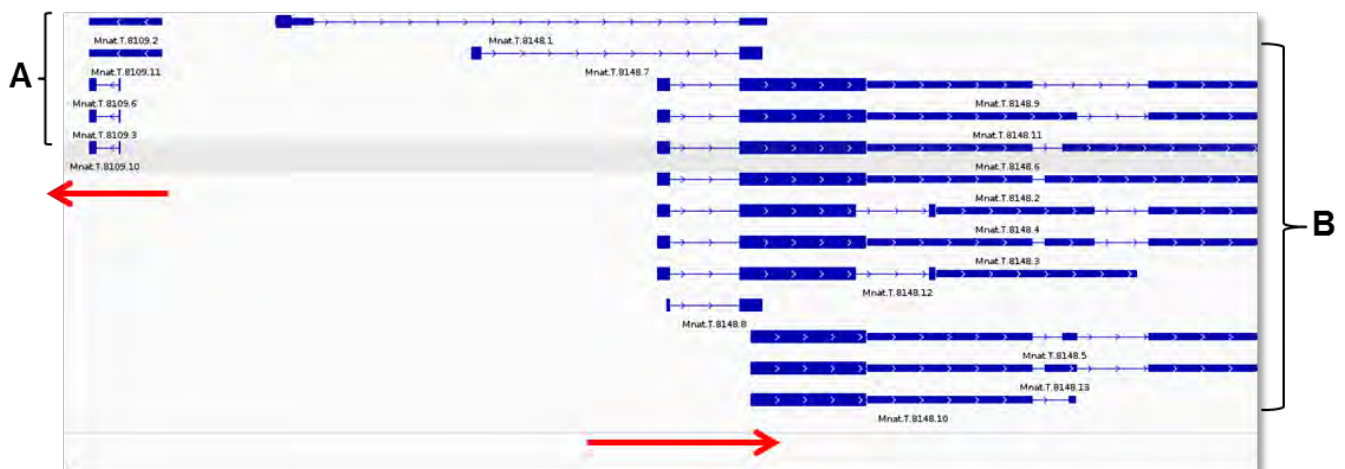 Mnat.T.8109.2
Mnat.T.8148.1
Mnat.T.8109.11
Mnat.T.8148.7
A
Mnat.T.8109.6
Mnat.T.8148.9
Mnat.T.8109.3
Mnat.T.8148.11
Mnat.T.8109.10
Mnat.T.8148.6
Mnat.T.8148.2
Mnat.T.8148.4
B
Mnat.T.8148.3
Mnat.T.8148.12
Mnat.T.8148.8
Mnat.T.8148.5
Mnat.T.8148.13
Mnat.T.8148.10